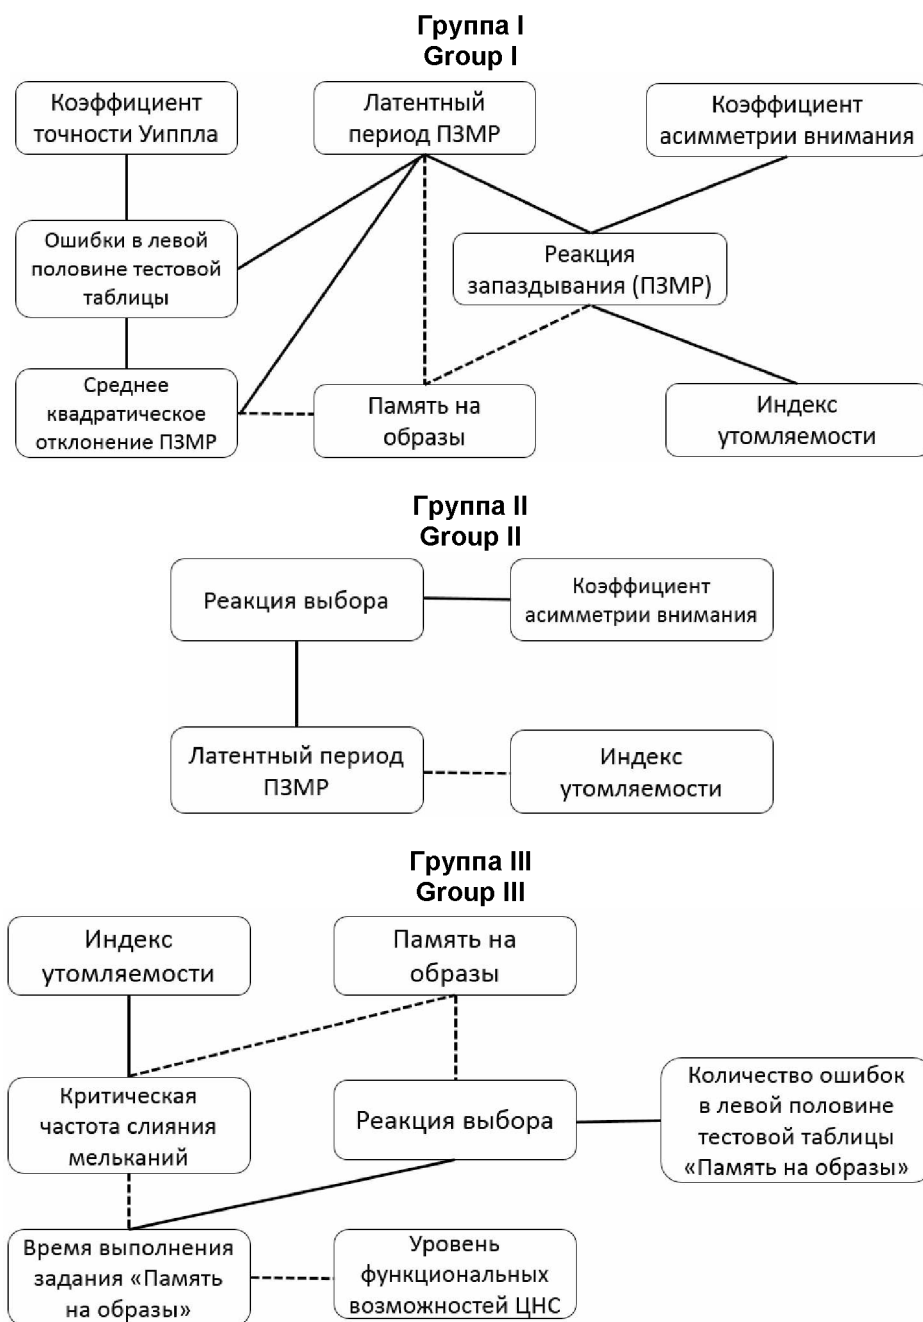 Группа I
Group I
Коэффициент
точности Уиппла
Латентный
период ПЗМР
Коэффициент
асимметрии внимания
Ошибки в левой
половине тестовой
таблицы
Реакция
запаздывания (ПЗМР)
Среднее
квадратическое
отклонение ПЗМР
Память на
образы
Индекс
утомляемости
Группа II
Group II
Реакция выбора
Коэффициент
асимметрии внимания
Латентный период
ПЗМР
Индекс
утомляемости
Группа III
Group III
Индекс
утомляемости
Память на
образы
Критическая
частота слияния
мельканий
Реакция выбора
Количество ошибок
в левой половине
тестовой таблицы
«Память на образы»
Время выполнения
задания «Память
на образы»
Уровень
функциональных
возможностей ЦНС